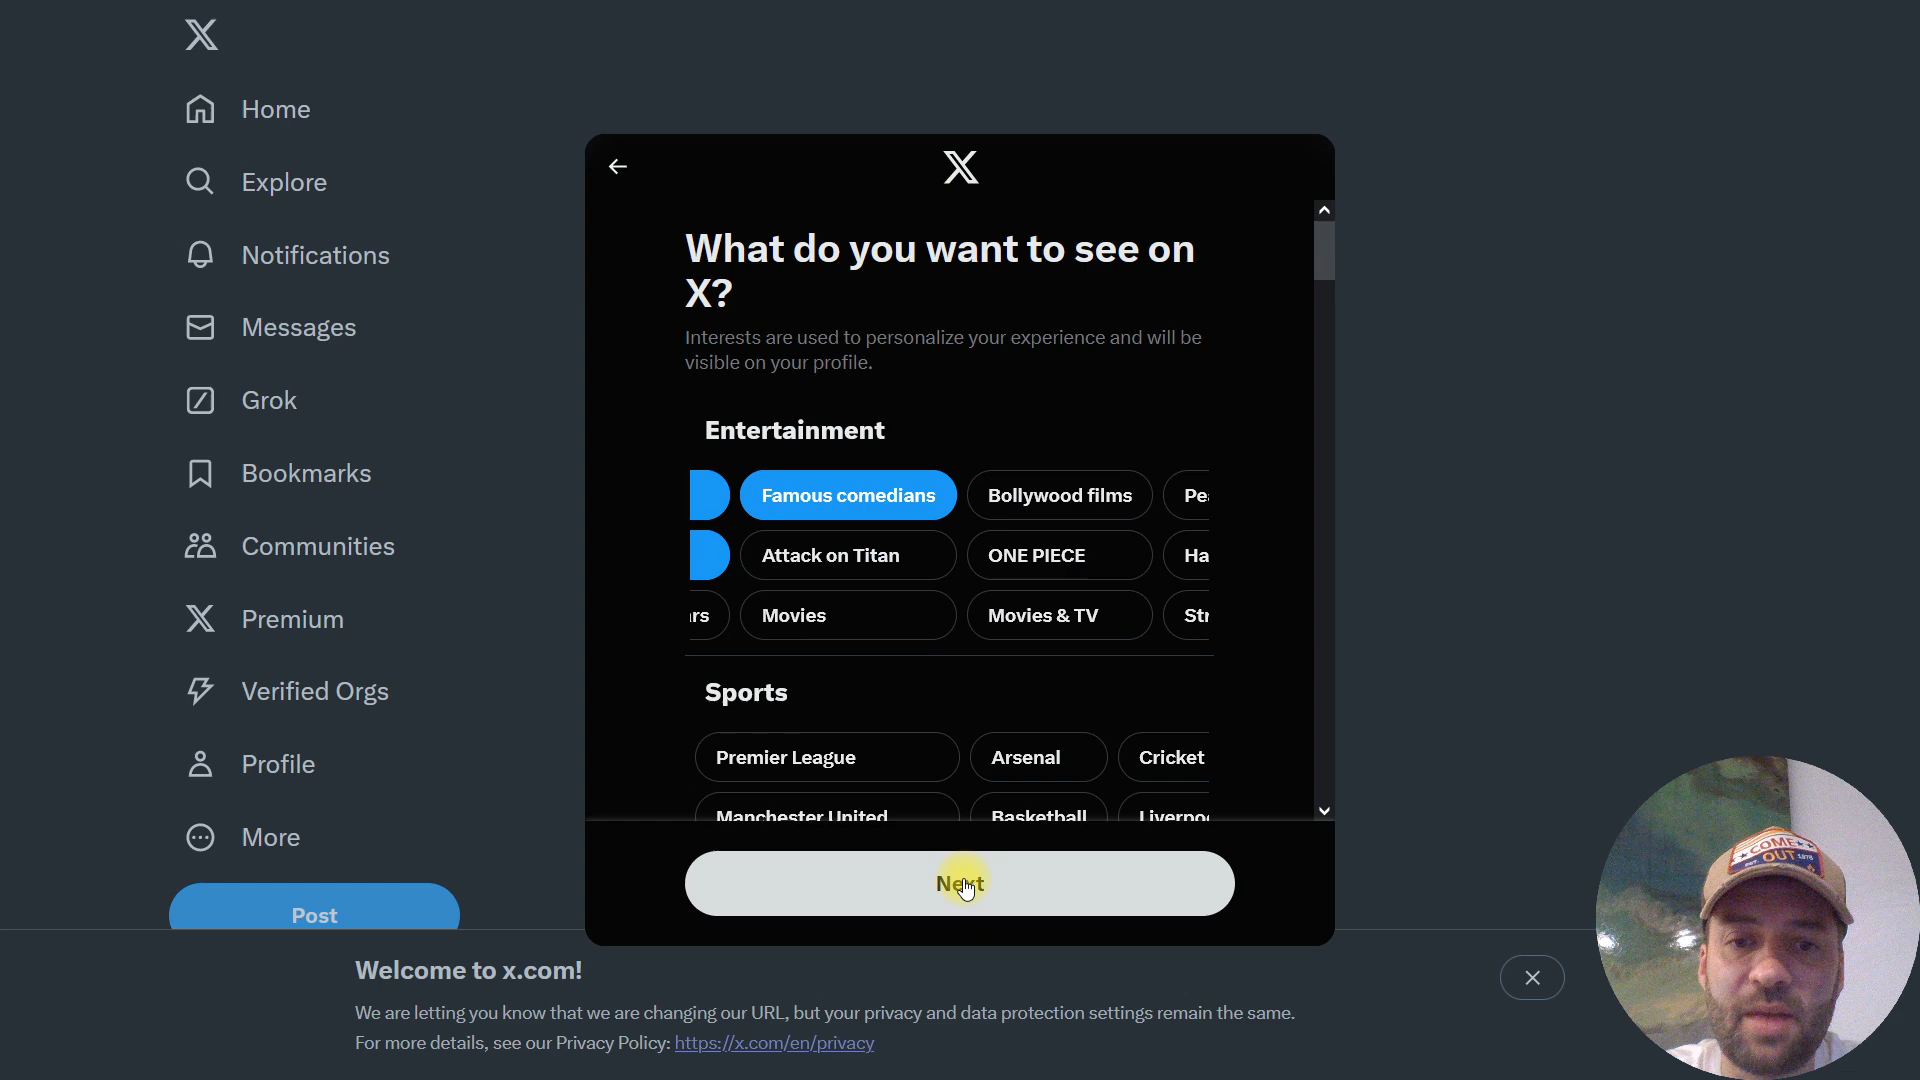 Home
Explore
Notifications
Messages
Grok
Bookmarks
Communities
Premium
Verified Orgs
Profile
More
Post
What do you want to see on
X?
Interests are used to personalize your experience and will be
visible on your profile.
Entertainment
Famous comedians
Bollywood films
Attack on Titan
ONE PIECE
Movies
Movies & TV
Sports
Premier League
Arsenal
Cricket
Manchester United
Basketball
Next
Welcome to x.com!
We are letting you know that we are changing our URL, but your privacy and data protection settings remain the same.
For more details, see our Privacy Policy: https://x.com/en/privacy
COME
OUT